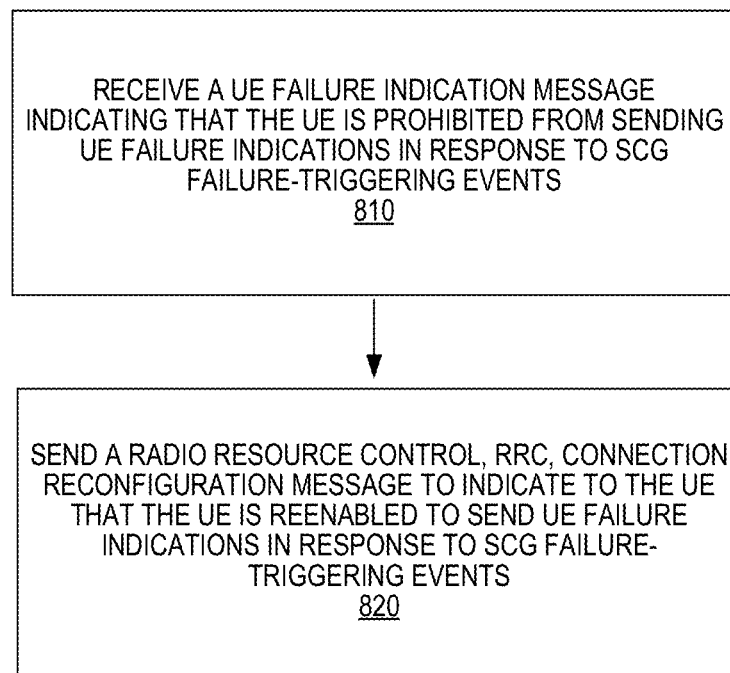 RECEIVE A UE FAILURE INDICATION MESSAGE
INDICATING THAT THE UE IS PROHIBITED FROM SENDING
UE FAILURE INDICATIONS IN RESPONSE TO SCG
FAILURE-TRIGGERING EVENTS
810
SEND A RADIO RESOURCE CONTROL, RRC, CONNECTION
RECONFIGURATION MESSAGE TO INDICATE TO THE UE
THAT THE UE IS REENABLED TO SEND UE FAILURE
INDICATIONS IN RESPONSE TO SCG FAILURE-
TRIGGERING EVENTS
820